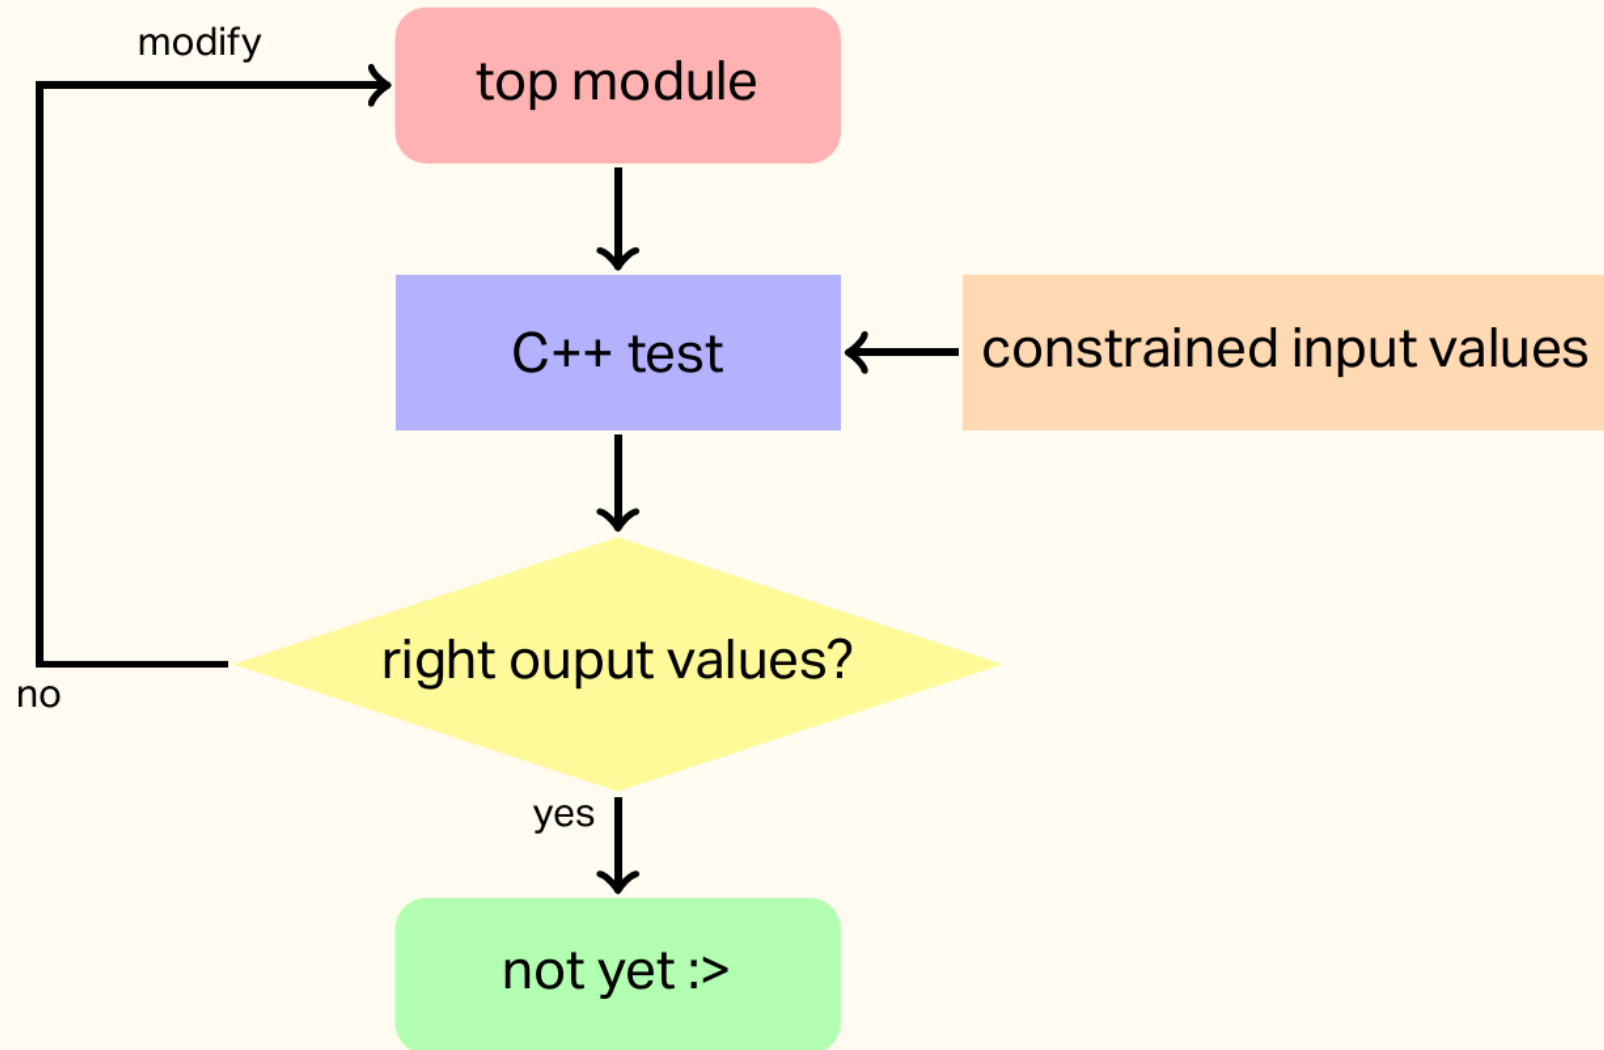 modify
top module
C++ test
constrained input values
right ouput values?
no
yes
not yet :>